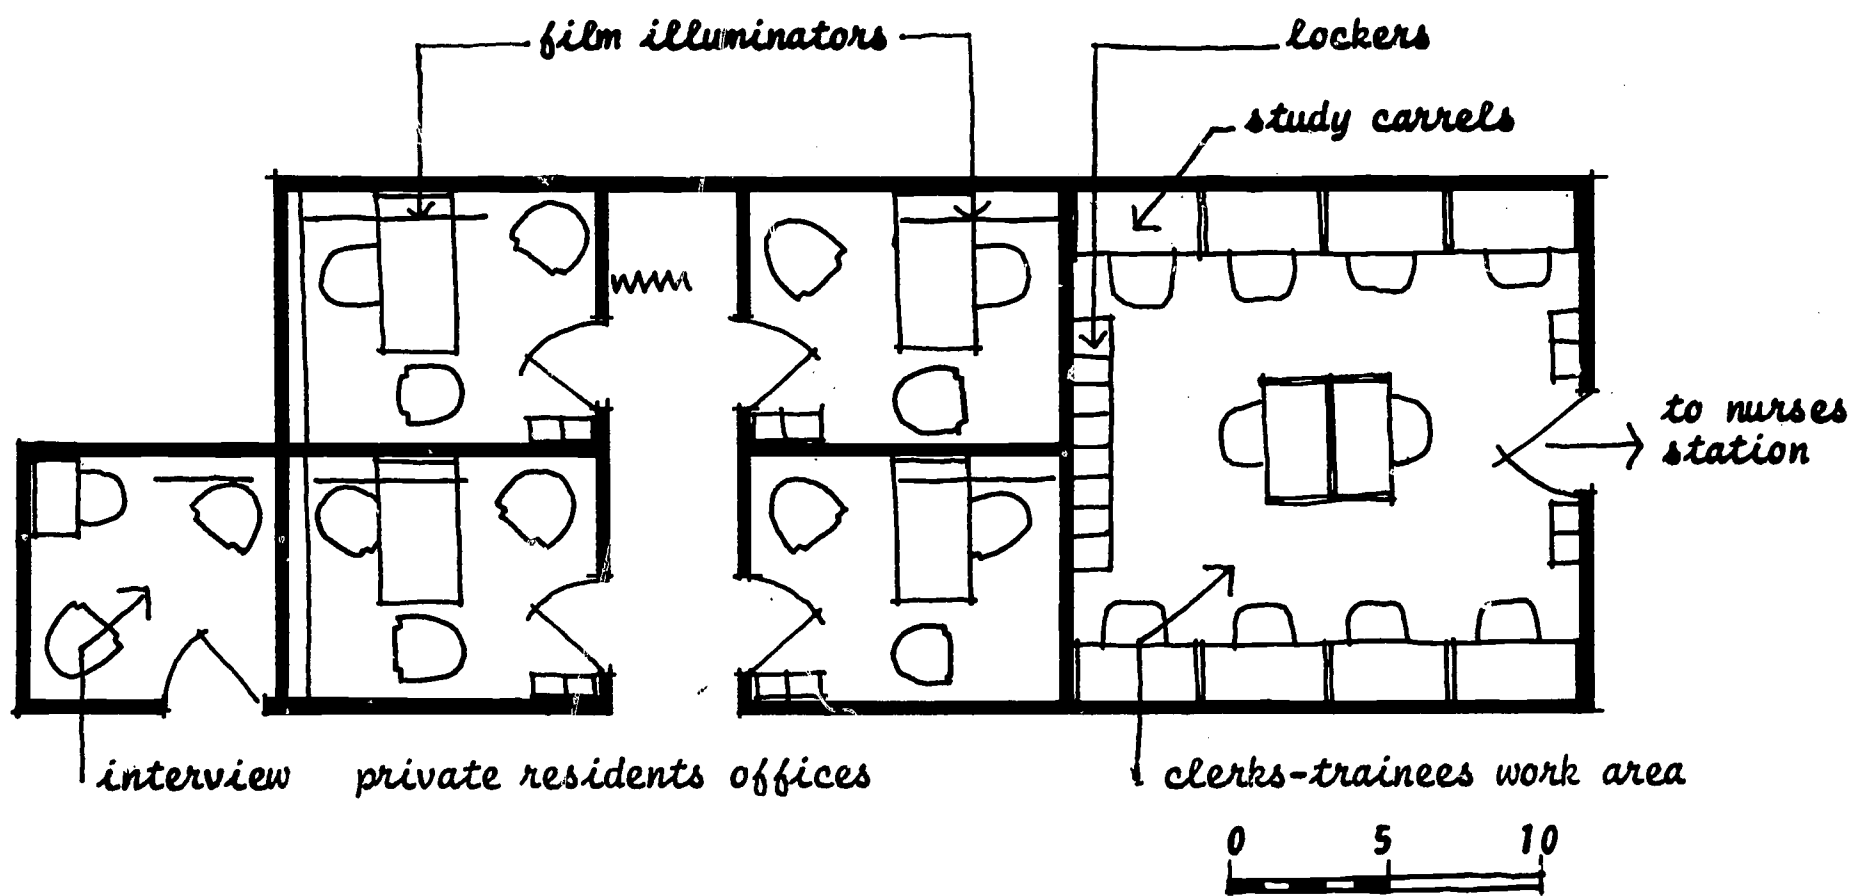 film illuminators
lockers
study carrels
to nurses
station
interview
private residents offices
clerks-trainees work area
0 5 10